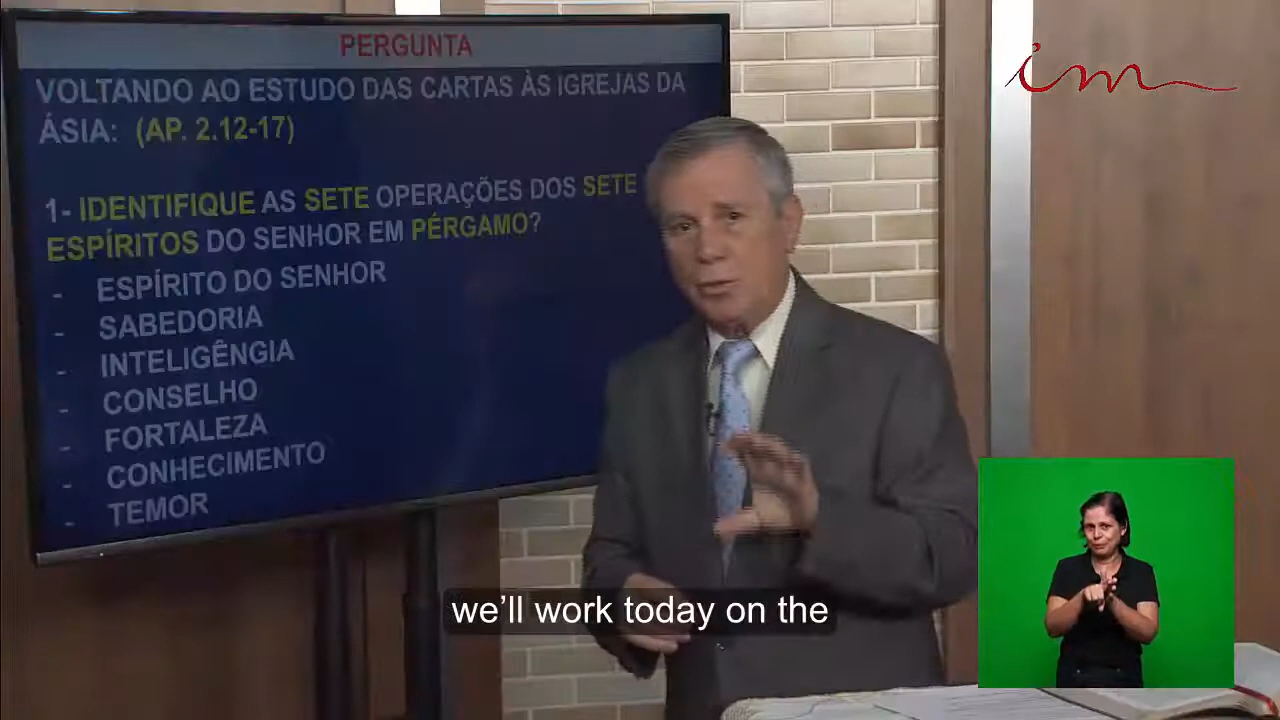 PERGUNTA
VOLTANDO AO ESTUDO DAS CARTAS ÀS IGREJAS DA
ÁSIA: (AP. 2.12-17)
1- IDENTIFIQUE AS SETE OPERAÇÕES DOS SETE
ESPÍRITOS DO SENHOR EM PÉRGAMO?
- ESPÍRITO DO SENHOR
- SABEDORIA
- INTELIGÊNGIA
- CONSELHO
- FORTALEZA
- CONHECIMENTO
- TEMOR
im
we’ll work today on the